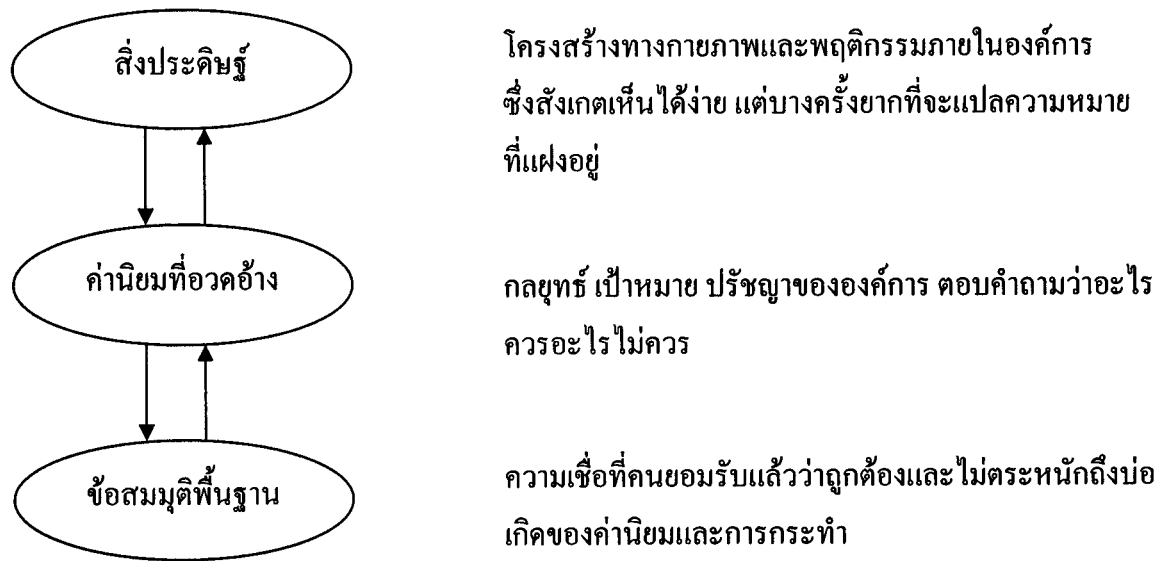 สิ่งประดิษฐ์
โครงสร้างทางกายภาพและพฤติกรรมภายในองค์การ
ซึ่งสังเกตเห็นได้ง่าย แต่บางครั้งยากที่จะแปลความหมาย
ที่แฝงอยู่
ค่านิยมที่อวดอ้าง
กลยุทธ์ เป้าหมาย ปรัชญาขององค์การ ตอบคำถามว่าอะไร
ควรอะไรไม่ควร
ข้อสมมุติพื้นฐาน
ความเชื่อที่คนยอมรับแล้วว่าถูกต้องและไม่ตระหนักถึงบ่อ
เกิดของค่านิยมและการกระทำ